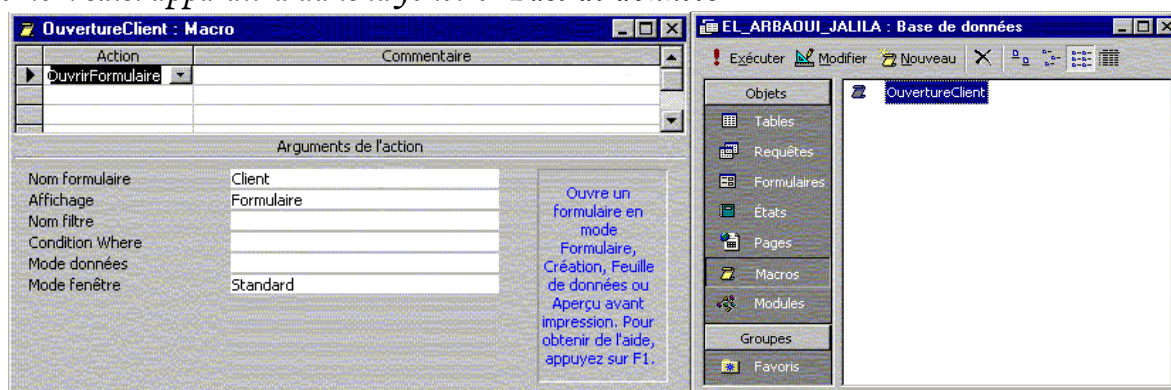 OuvertureClient : Macro
Action Commentaire
OuvrirFormulaire
Arguments de l'action
Nom formulaire Client
Affichage Formulaire
Nom filtre
Condition Where
Mode données
Mode fenêtre Standard
Ouvre un
formulaire en
mode
Formulaire,
Création, Feuille
de données ou
Aperçu avant
impression. Pour
obtenir de l'aide,
appuyez sur F1.
EL_ARBAOUI_JALILA : Base de données
Exécuter Modifier Nouveau
Objets
Tables
Requêtes
Formulaires
États
Pages
Macros
Modules
Groupes
Favoris
OuvertureClient